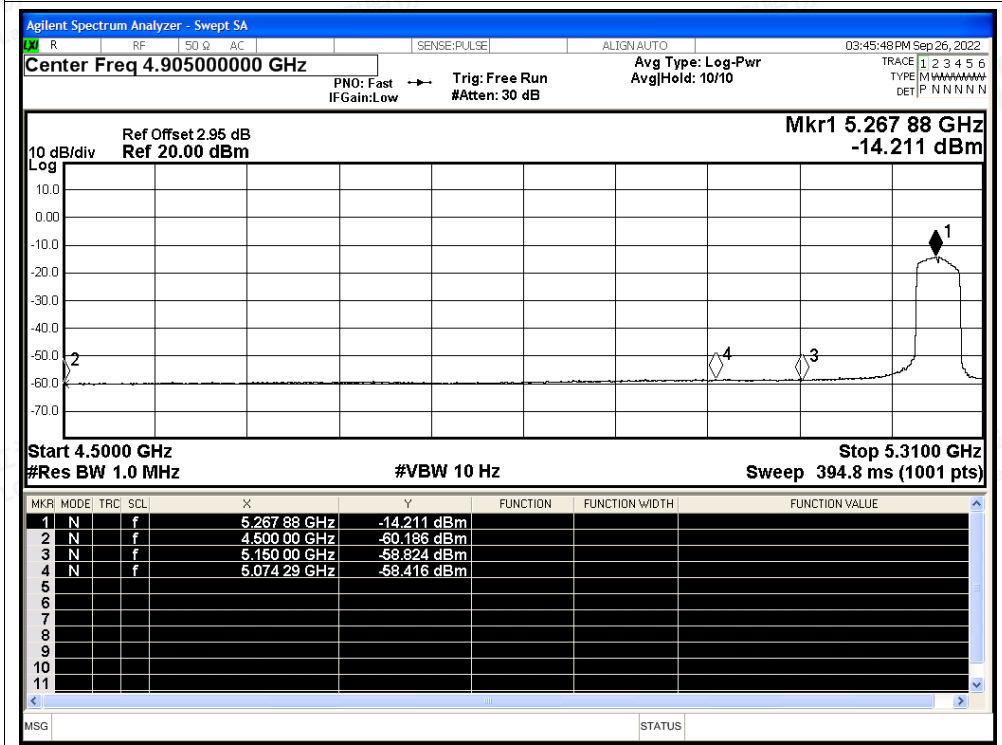 Agilent Spectrum Analyzer - Swept SA
LXI R RF 50 Ω AC SENSE:PULSE ALIGN AUTO 03:45:48 PM Sep 26, 2022
Center Freq 4.905000000 GHz
PNO: Fast
IFGain:Low
Trig: Free Run
#Atten: 30 dB
Avg Type: Log-Pwr
Avg|Hold: 10/10
TRACE 1 2 3 4 5 6
TYPE M W W W W W
DET P N N N N N
Mkr1 5.267 88 GHz
-14.211 dBm
Ref Offset 2.95 dB
10 dB/div Ref 20.00 dBm
Log
10.0
0.00
-10.0
-20.0
-30.0
-40.0
-50.0
-60.0
-70.0
1
2
4
3
Start 4.5000 GHz Stop 5.3100 GHz
#Res BW 1.0 MHz #VBW 10 Hz Sweep 394.8 ms (1001 pts)
MKR MODE TRC SCL X Y FUNCTION FUNCTION WIDTH FUNCTION VALUE
1 N f 5.267 88 GHz -14.211 dBm
2 N f 4.500 00 GHz -60.186 dBm
3 N f 5.150 00 GHz -58.824 dBm
4 N f 5.074 29 GHz -58.416 dBm
5
6
7
8
9
10
11
MSG STATUS